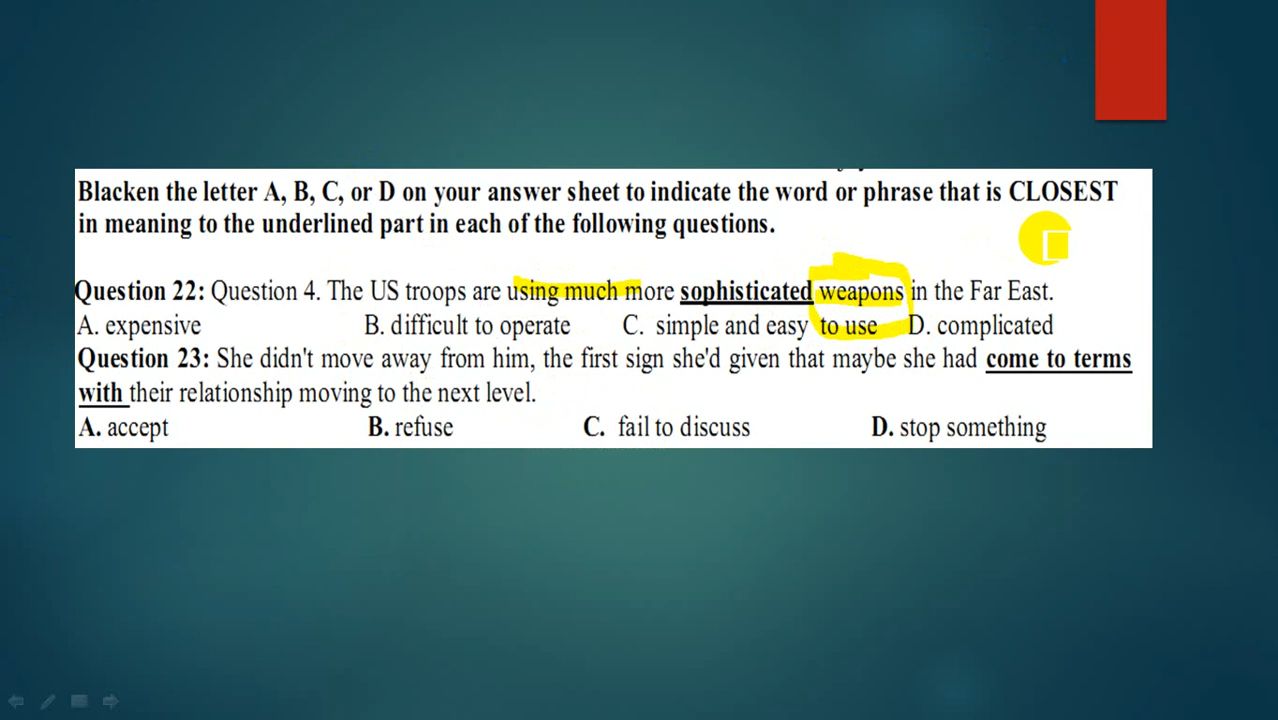 Blacken the letter A, B, C, or D on your answer sheet to indicate the word or phrase that is CLOSEST
in meaning to the underlined part in each of the following questions.
Question 22: Question 4. The US troops are using much more sophisticated weapons in the Far East.
A. expensive B. difficult to operate C. simple and easy to use D. complicated
Question 23: She didn't move away from him, the first sign she'd given that maybe she had come to terms
with their relationship moving to the next level.
A. accept B. refuse C. fail to discuss D. stop something